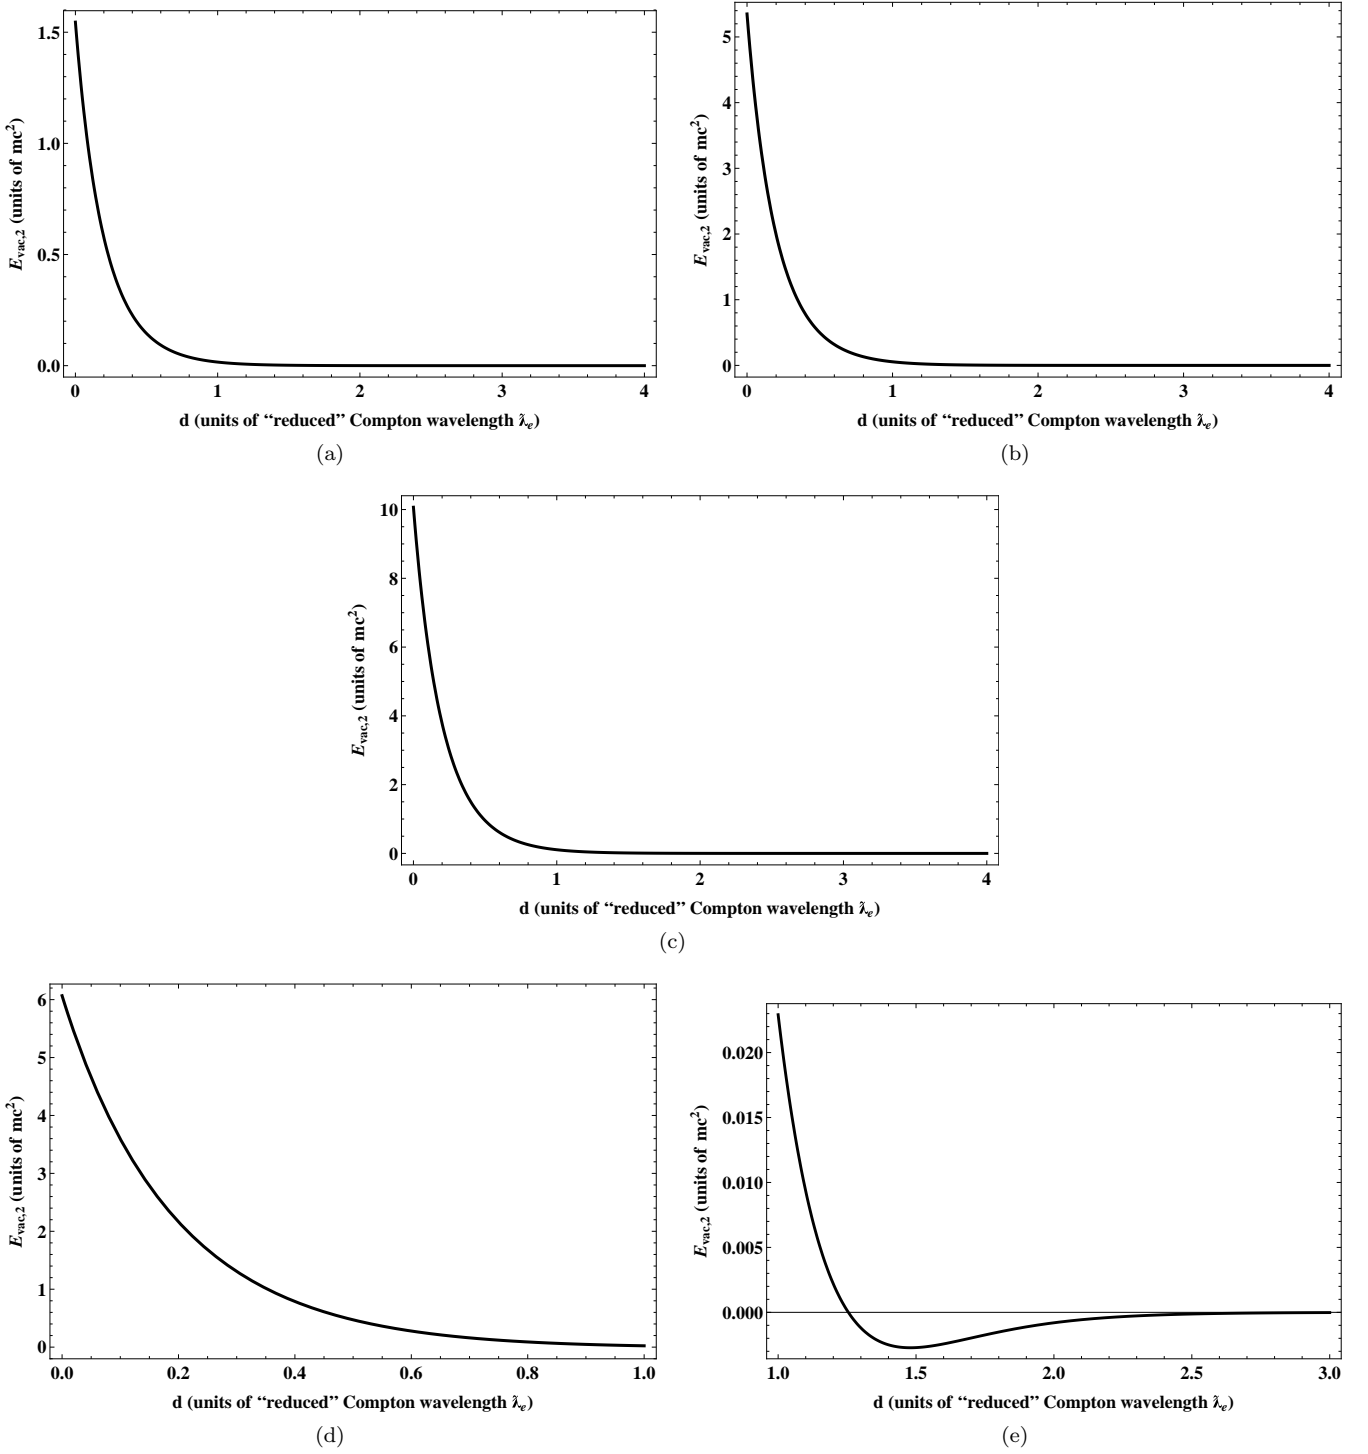 1.5
1.0
0.5
0.0
E_vac,2 (units of mc²)
0 1 2 3 4
d (units of “reduced” Compton wavelength ƛ̃_e)
(a)
5
4
3
2
1
0
E_vac,2 (units of mc²)
0 1 2 3 4
d (units of “reduced” Compton wavelength ƛ̃_e)
(b)
10
8
6
4
2
0
E_vac,2 (units of mc²)
0 1 2 3 4
d (units of “reduced” Compton wavelength ƛ̃_e)
(c)
6
5
4
3
2
1
0
E_vac,2 (units of mc²)
0.0 0.2 0.4 0.6 0.8 1.0
d (units of “reduced” Compton wavelength ƛ̃_e)
(d)
0.020
0.015
0.010
0.005
0.000
E_vac,2 (units of mc²)
1.0 1.5 2.0 2.5 3.0
d (units of “reduced” Compton wavelength ƛ̃_e)
(e)